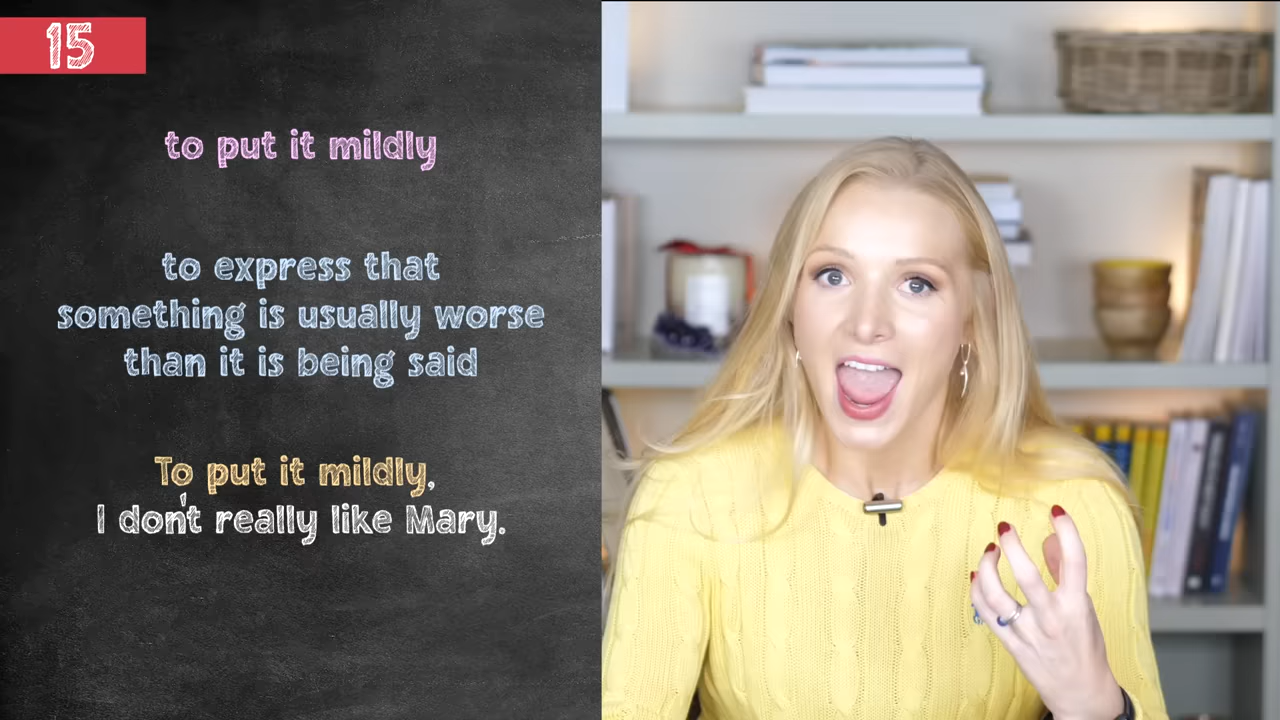 15
to put it mildly
to express that
something is usually worse
than it is being said
To put it mildly,
I don't really like Mary.